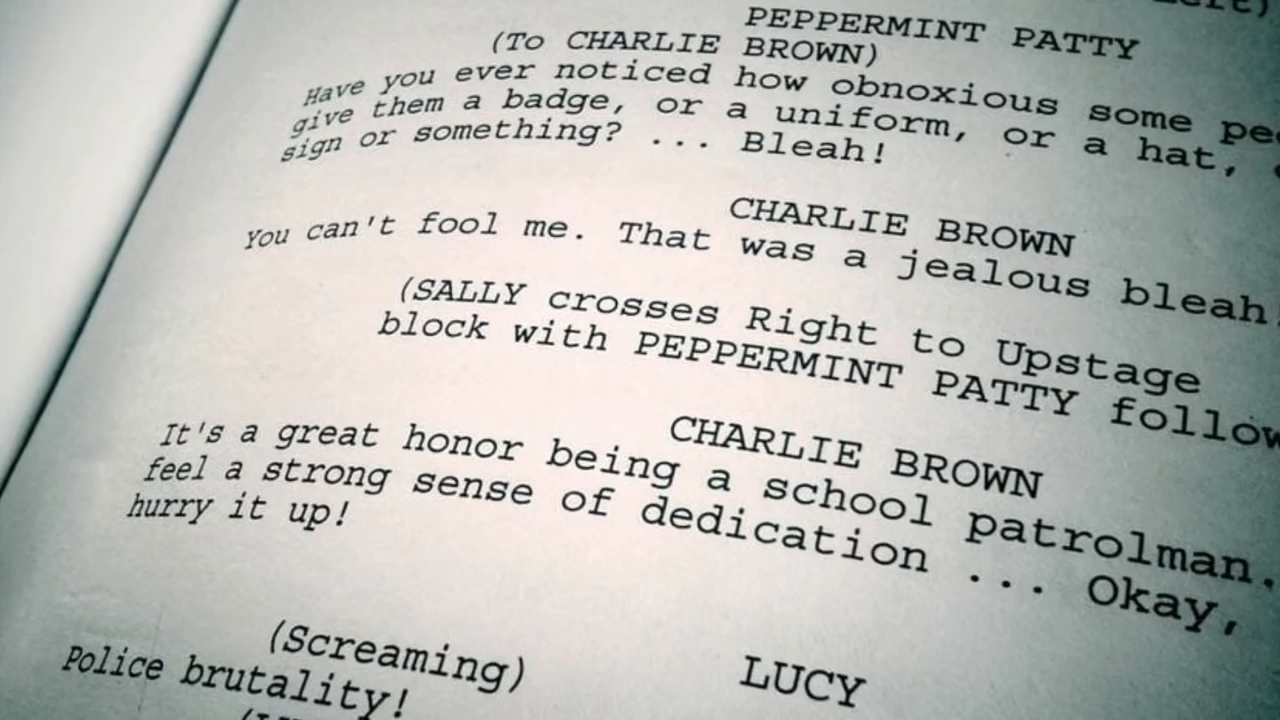 PEPPERMINT PATTY
(To CHARLIE BROWN)
Have you ever noticed how obnoxious some
give them a badge, or a uniform, or a hat,
sign or something? ... Bleah!
CHARLIE BROWN
You can't fool me. That was a jealous bleah.
(SALLY crosses Right to Upstage
block with PEPPERMINT PATTY
CHARLIE BROWN
It's a great honor being a school patrolman.
feel a strong sense of dedication ... Okay,
hurry it up!
LUCY
(Screaming)
Police brutality!